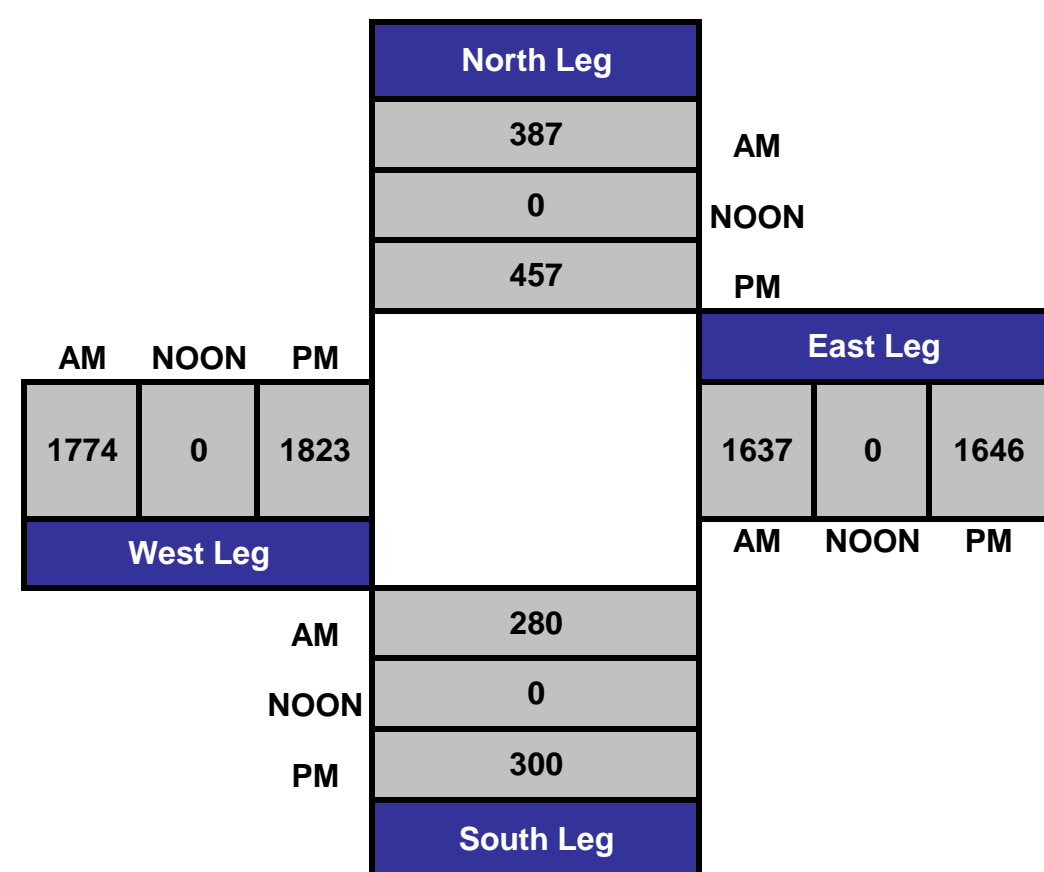 North Leg
387
AM
0
NOON
457
PM
East Leg
AM NOON PM
1774 0 1823
1637 0 1646
West Leg
AM NOON PM
280
AM
0
NOON
300
PM
South Leg